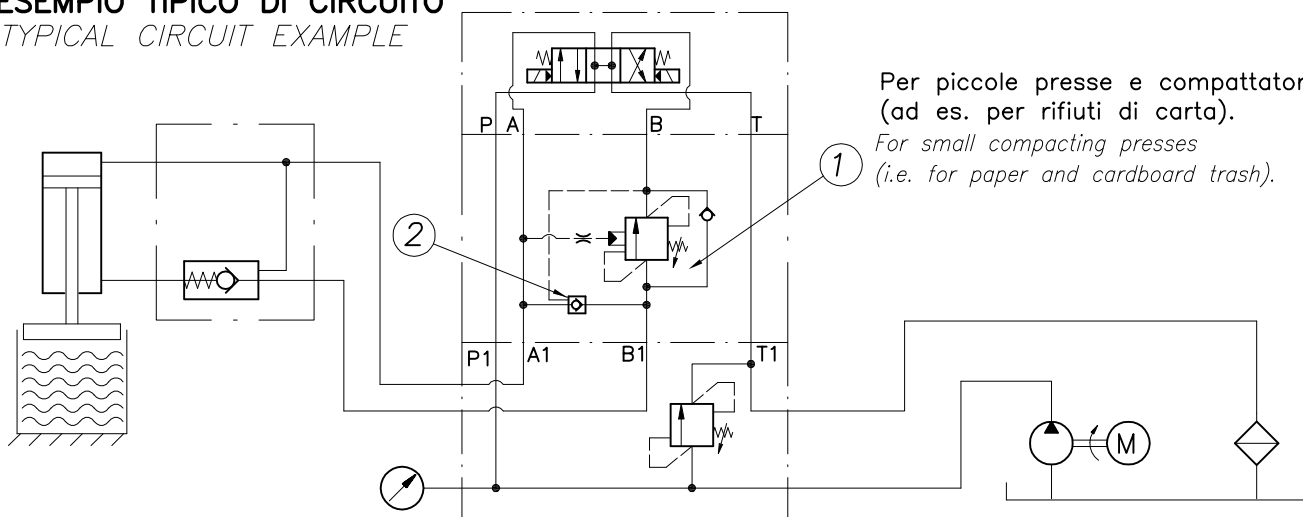 ESEMPIO TIPICO DI CIRCUITO
TYPICAL CIRCUIT EXAMPLE
Per piccole presse e compattator
(ad es. per rifiuti di carta).
For small compacting presses
(i.e. for paper and cardboard trash).
P A B T
1
2
P1 A1 B1 T1
M